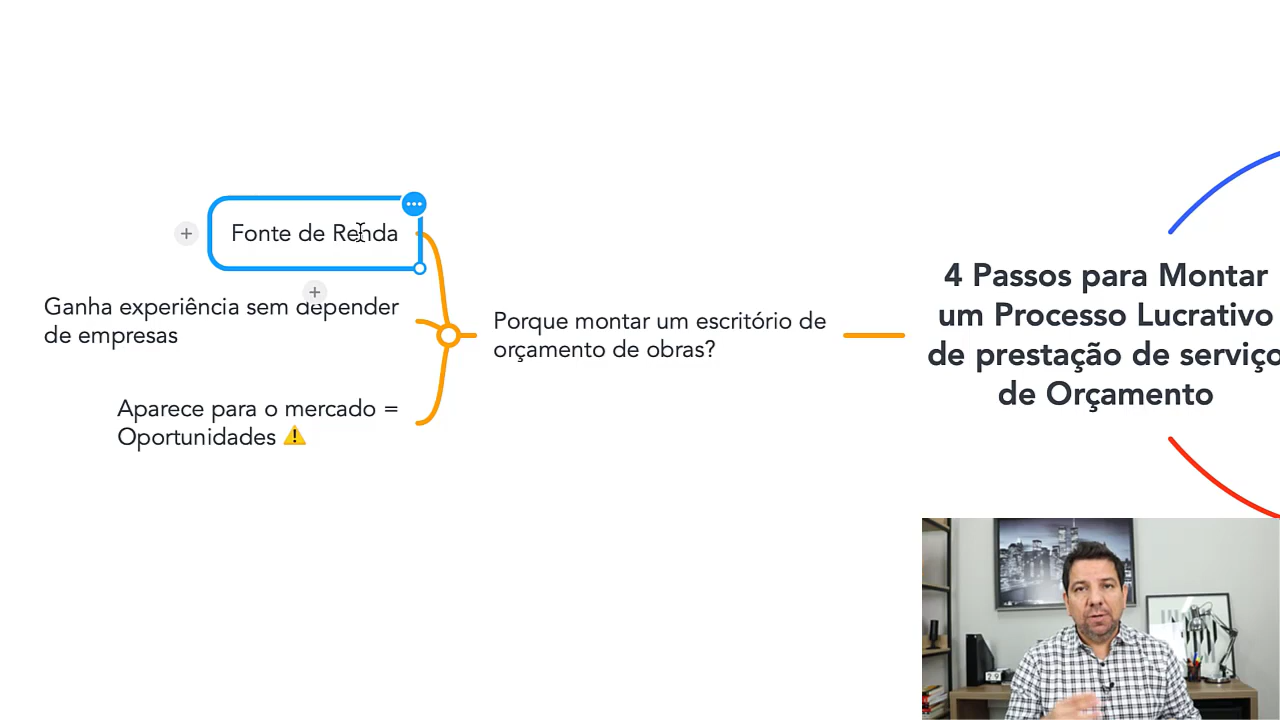 Fonte de Renda
Ganha experiência sem depender
de empresas
Aparece para o mercado =
Oportunidades ⚠️
Porque montar um escritório de
orçamento de obras?
4 Passos para Montar
um Processo Lucrativo
de prestação de serviço
de Orçamento